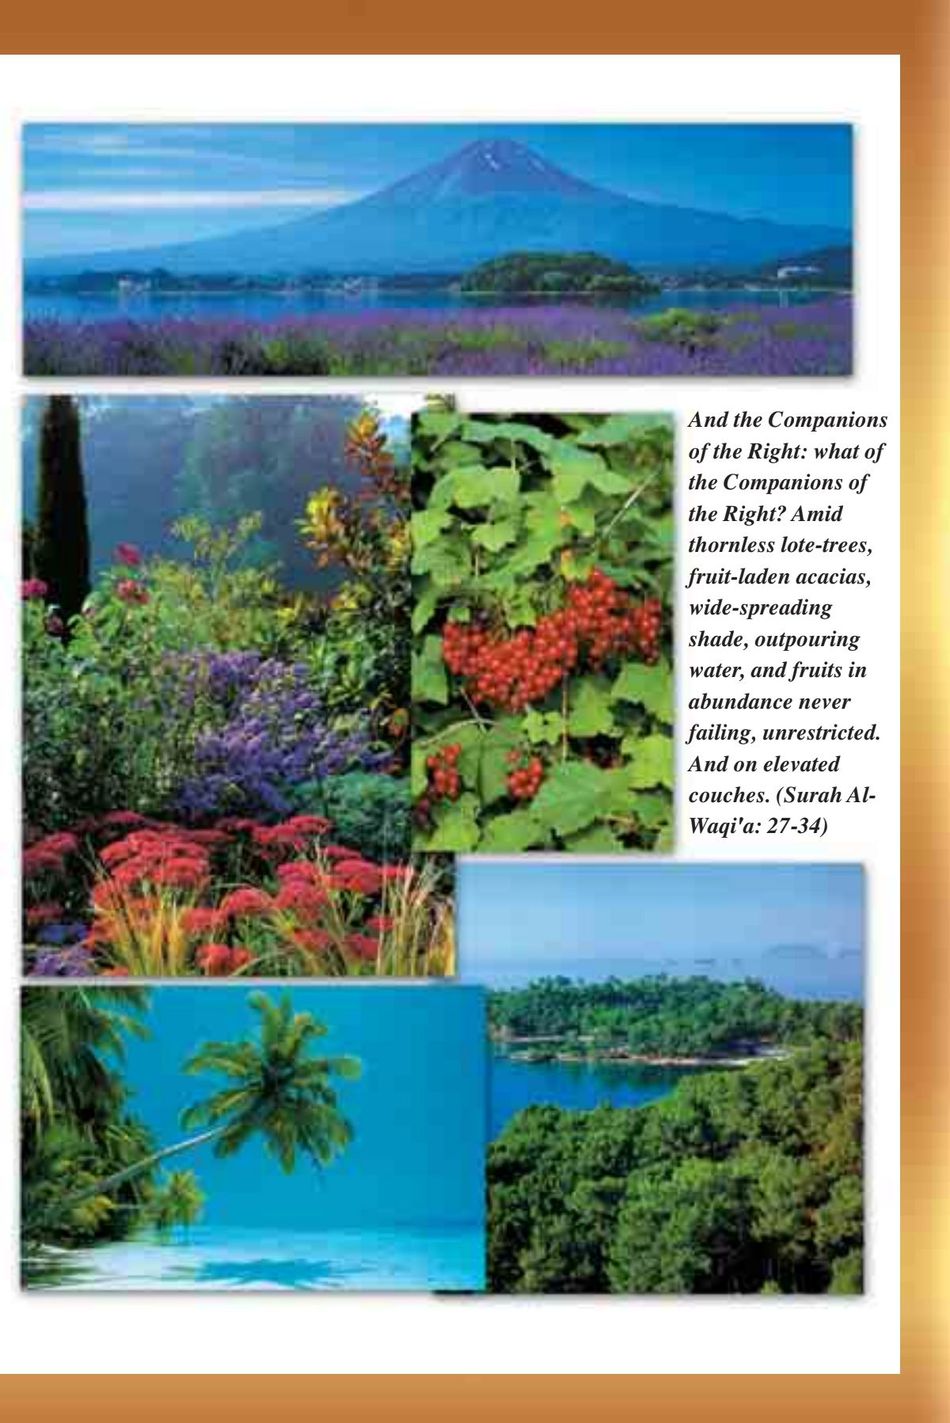 And the Companions
of the Right: what of
the Companions of
the Right? Amid
thornless lote-trees,
fruit-laden acacias,
wide-spreading
shade, outpouring
water, and fruits in
abundance never
failing, unrestricted.
And on elevated
couches. (Surah Al-
Waqi'a: 27-34)